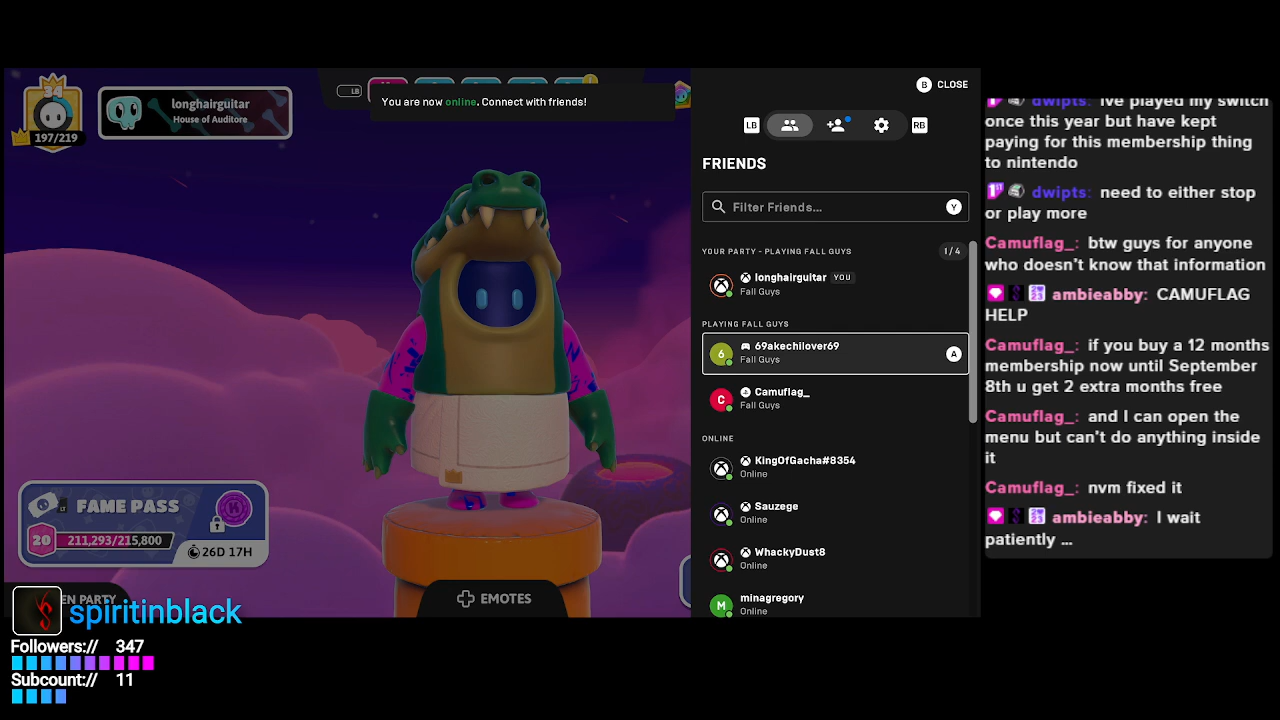 34
197/219
longhairguitar
House of Auditore
LB
You are now online. Connect with friends!
B CLOSE
LB
RB
FRIENDS
Filter Friends...
Y
YOUR PARTY - PLAYING FALL GUYS
1/4
longhairguitar YOU
Fall Guys
PLAYING FALL GUYS
6
69akechilover69
Fall Guys
A
C
Camuflag_
Fall Guys
ONLINE
KingOfGacha#8354
Online
Sauzege
Online
WhackyDust8
Online
M
minagregory
Online
LT
FAME PASS
K
20
211,293/215,800
26D 17H
EN PARTY
EMOTES
spiritinblack
Followers:// 347
Subcount:// 11
dwipts: ive played my switch
once this year but have kept
paying for this membership thing
to nintendo
dwipts: need to either stop
or play more
Camuflag_: btw guys for anyone
who doesn't know that information
ambieabby: CAMUFLAG
HELP
Camuflag_: if you buy a 12 months
membership now until September
8th u get 2 extra months free
Camuflag_: and I can open the
menu but can't do anything inside
it
Camuflag_: nvm fixed it
ambieabby: I wait
patiently ...